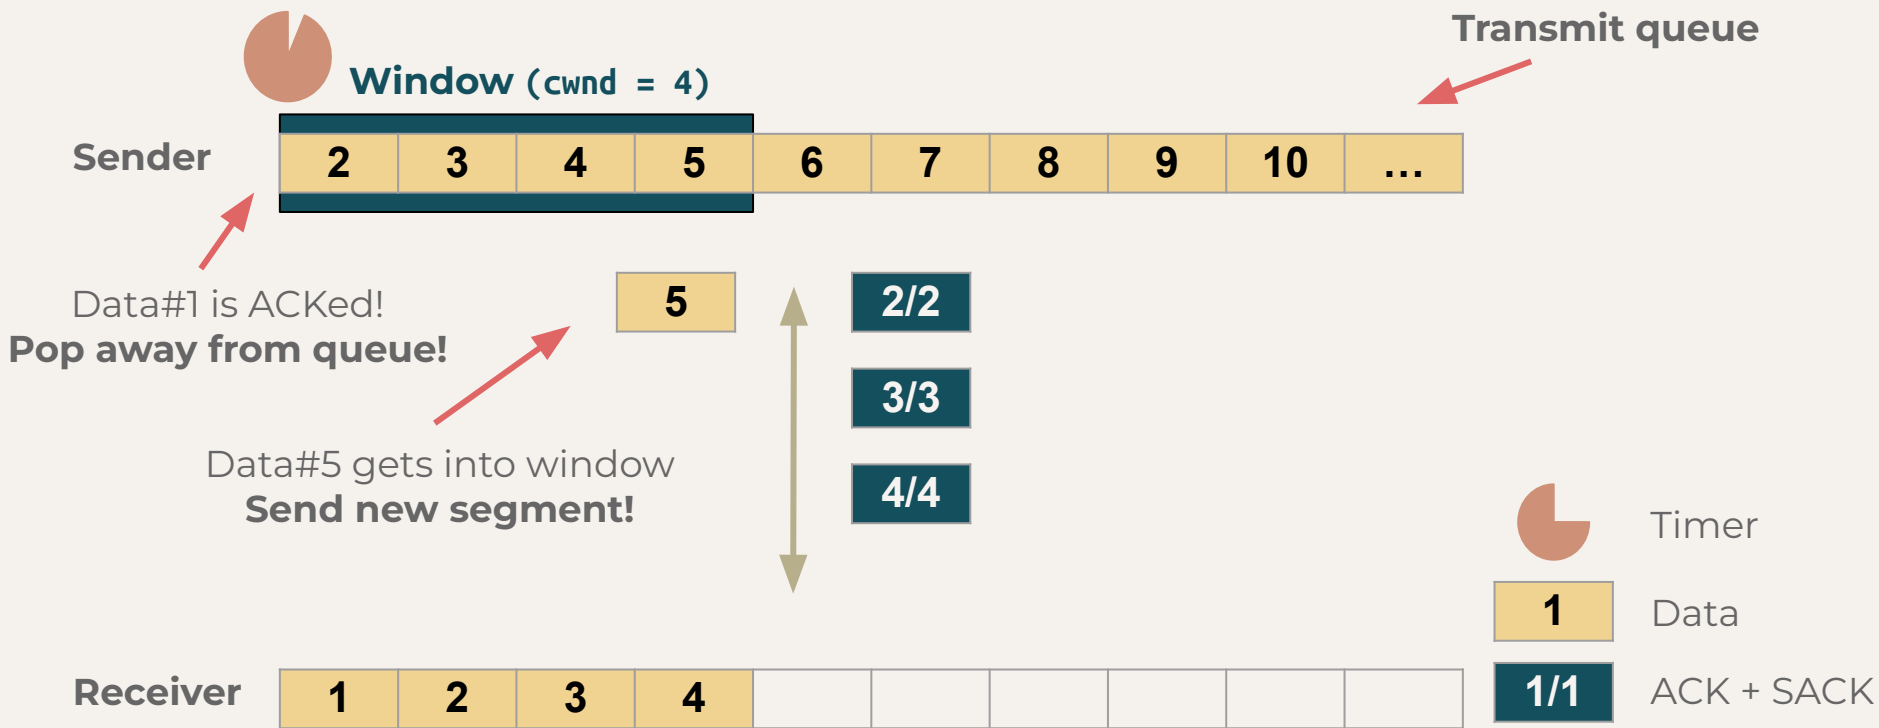 Transmit queue
Window (cwnd = 4)
Sender
2 3 4 5 6 7 8 9 10 ...
Data#1 is ACKed!
Pop away from queue!
5
2/2
3/3
4/4
Data#5 gets into window
Send new segment!
Timer
1 Data
Receiver
1 2 3 4
1/1 ACK + SACK